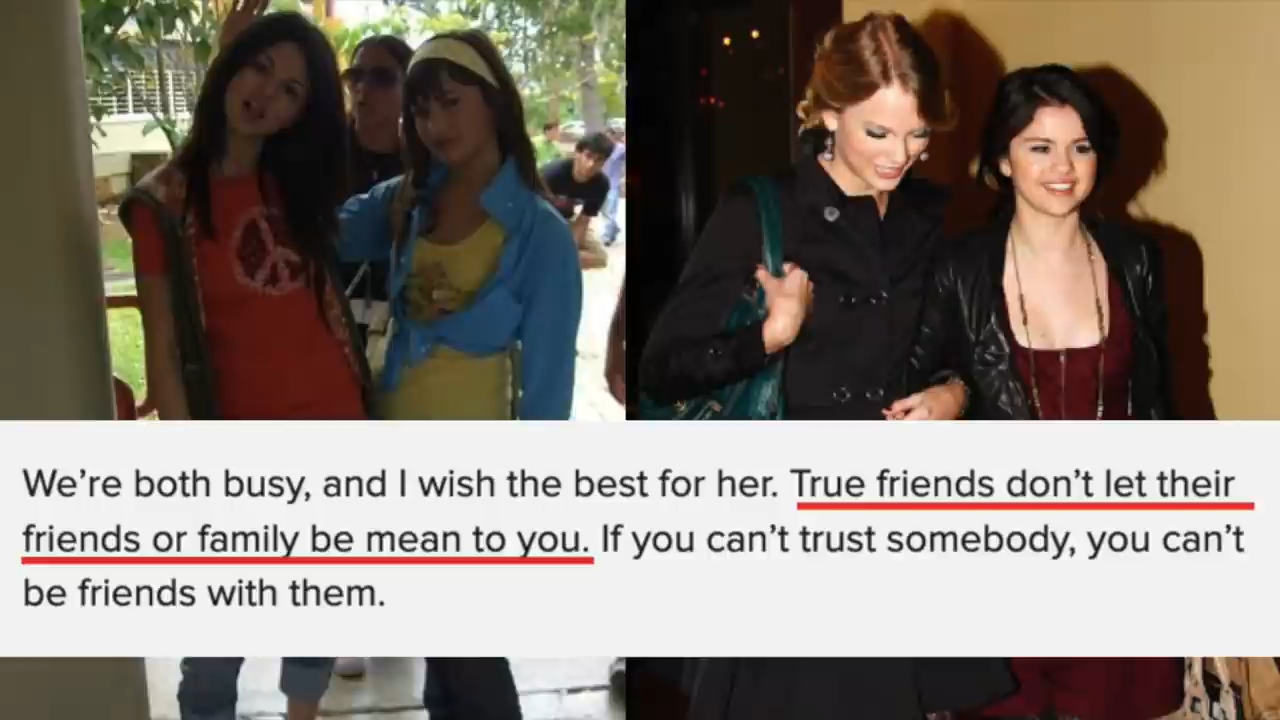 We’re both busy, and I wish the best for her. True friends don’t let their
friends or family be mean to you. If you can’t trust somebody, you can’t
be friends with them.